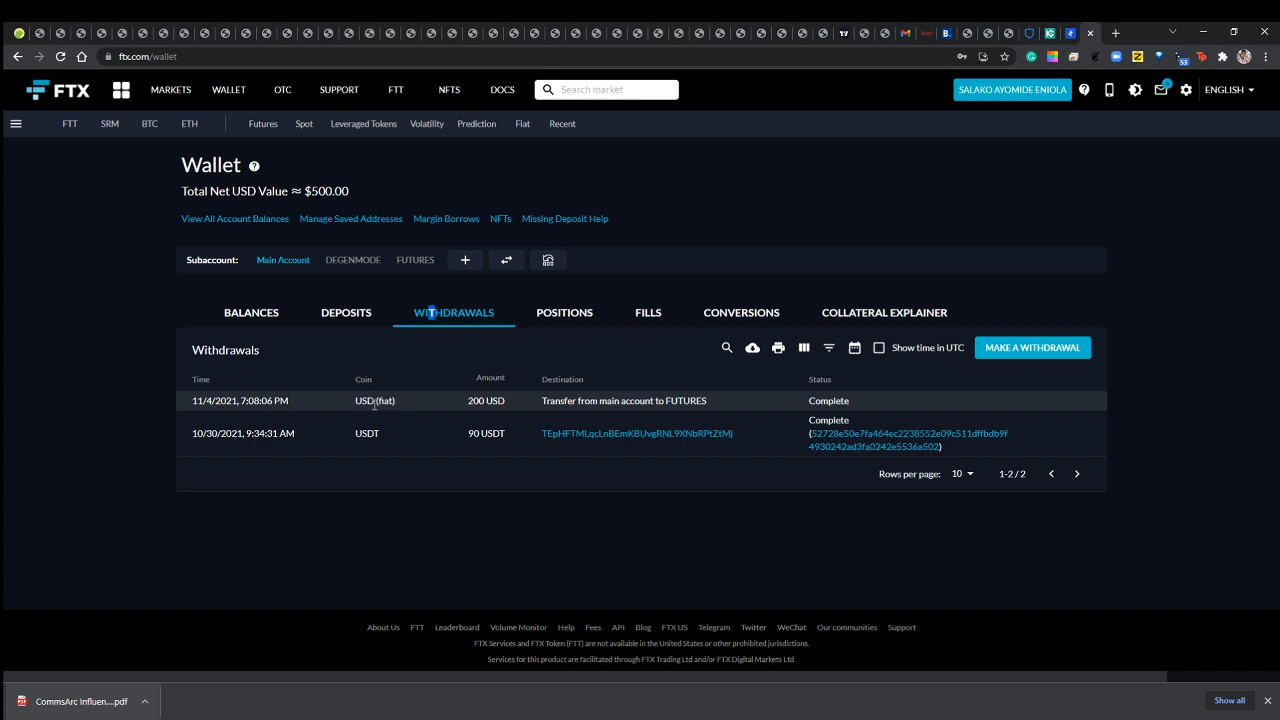 ftx.com/wallet
53
FTX MARKETS WALLET OTC SUPPORT FTT NFTS DOCS Search market SALAKO AYOMIDE ENIOLA ENGLISH
FTT SRM BTC ETH Futures Spot Leveraged Tokens Volatility Prediction Fiat Recent
Wallet
Total Net USD Value ≈ $500.00
View All Account Balances Manage Saved Addresses Margin Borrows NFTs Missing Deposit Help
Subaccount: Main Account DEGENMODE FUTURES
BALANCES DEPOSITS WITHDRAWALS POSITIONS FILLS CONVERSIONS COLLATERAL EXPLAINER
Withdrawals Show time in UTC MAKE A WITHDRAWAL
Time Coin Amount Destination Status
11/4/2021, 7:08:06 PM USD (fiat) 200 USD Transfer from main account to FUTURES Complete
10/30/2021, 9:34:31 AM USDT 90 USDT TEpHFTMLqcLnBEmKBUvgRNL9XNbRPtZtMj Complete
(52728e50e7fa464ec2238552e09c511dffbdb9f
4930242ad3fa0242e5536a502)
Rows per page: 10 1-2 / 2
About Us FTT Leaderboard Volume Monitor Help Fees API Blog FTX US Telegram Twitter WeChat Our communities Support
FTX Services and FTX Token (FTT) are not available in the United States or other prohibited jurisdictions.
Services for this product are facilitated through FTX Trading Ltd and/or FTX Digital Markets Ltd.
CommsArc Influen....pdf Show all